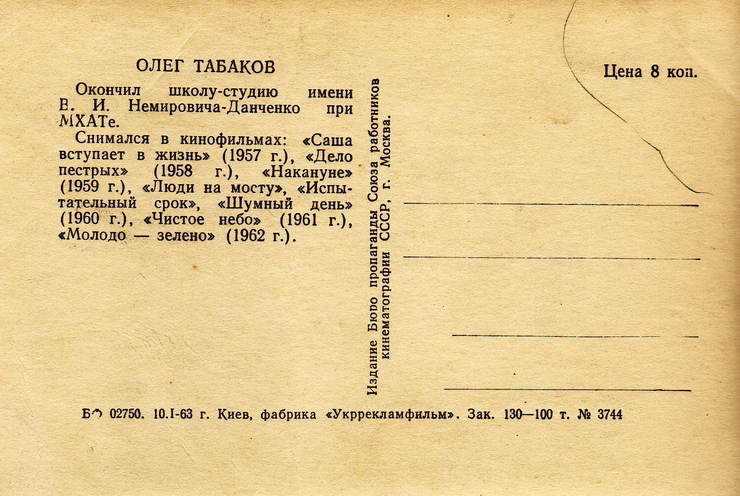 ОЛЕГ ТАБАКОВ
Окончил школу-студию имени
В. И. Немировича-Данченко при
МХАТе.
Снимался в кинофильмах: «Саша
вступает в жизнь» (1957 г.), «Дело
пестрых» (1958 г.), «Накануне»
(1959 г.), «Люди на мосту», «Испы-
тательный срок», «Шумный день»
(1960 г.), «Чистое небо» (1961 г.),
«Молодо — зелено» (1962 г.).
Издание Бюро пропаганды Союза работников
кинематографии СССР, г. Москва.
Цена 8 коп.
02750. 10.I-63 г. Киев, фабрика «Укррекламфильм». Зак. 130—100 т. № 3744